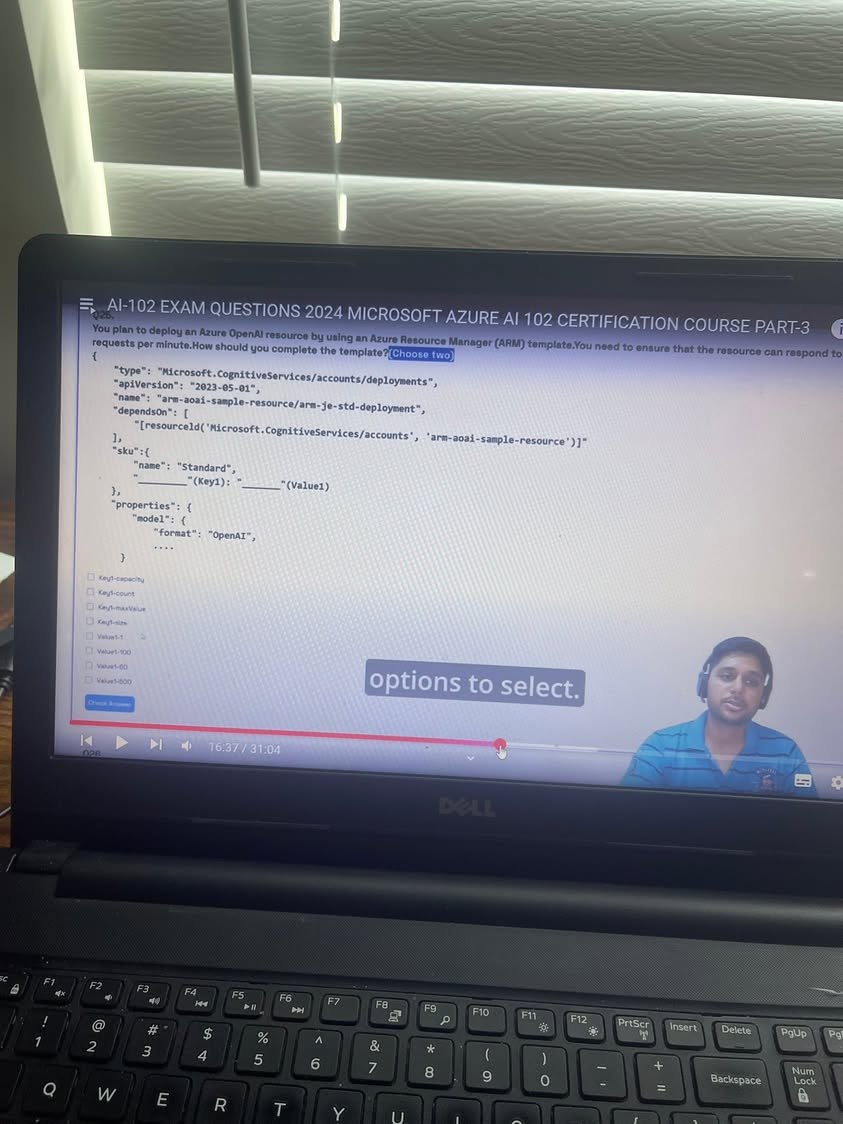 AI-102 EXAM QUESTIONS 2024 MICROSOFT AZURE AI 102 CERTIFICATION COURSE PART-3
Q25.
You plan to deploy an Azure OpenAI resource by using an Azure Resource Manager (ARM) template.You need to ensure that the resource can respond to
requests per minute.How should you complete the template?(Choose two)
{
"type": "Microsoft.CognitiveServices/accounts/deployments",
"apiVersion": "2023-05-01",
"name": "arm-aoai-sample-resource/arm-je-std-deployment",
"dependsOn": [
"[resourceId('Microsoft.CognitiveServices/accounts', 'arm-aoai-sample-resource')]"
],
"sku":{
"name": "Standard",
"________"(Key1): "______"(Value1)
},
"properties": {
"model": {
"format": "OpenAI",
....
}
Key1-capacity
Key1-count
Key1-maxValue
Key1-size
Value1-1
Value1-100
Value1-60
Value1-600
Check Answer
options to select.
16:37 / 31:04
Q26
DELL
F1 F2 F3 F4 F5 F6 F7 F8 F9 F10 F11 F12 PrtScr Insert Delete PgUp
! @ # $ % ^ & * ( ) - +
1 2 3 4 5 6 7 8 9 0 - = Backspace Num Lock
Q W E R T Y U